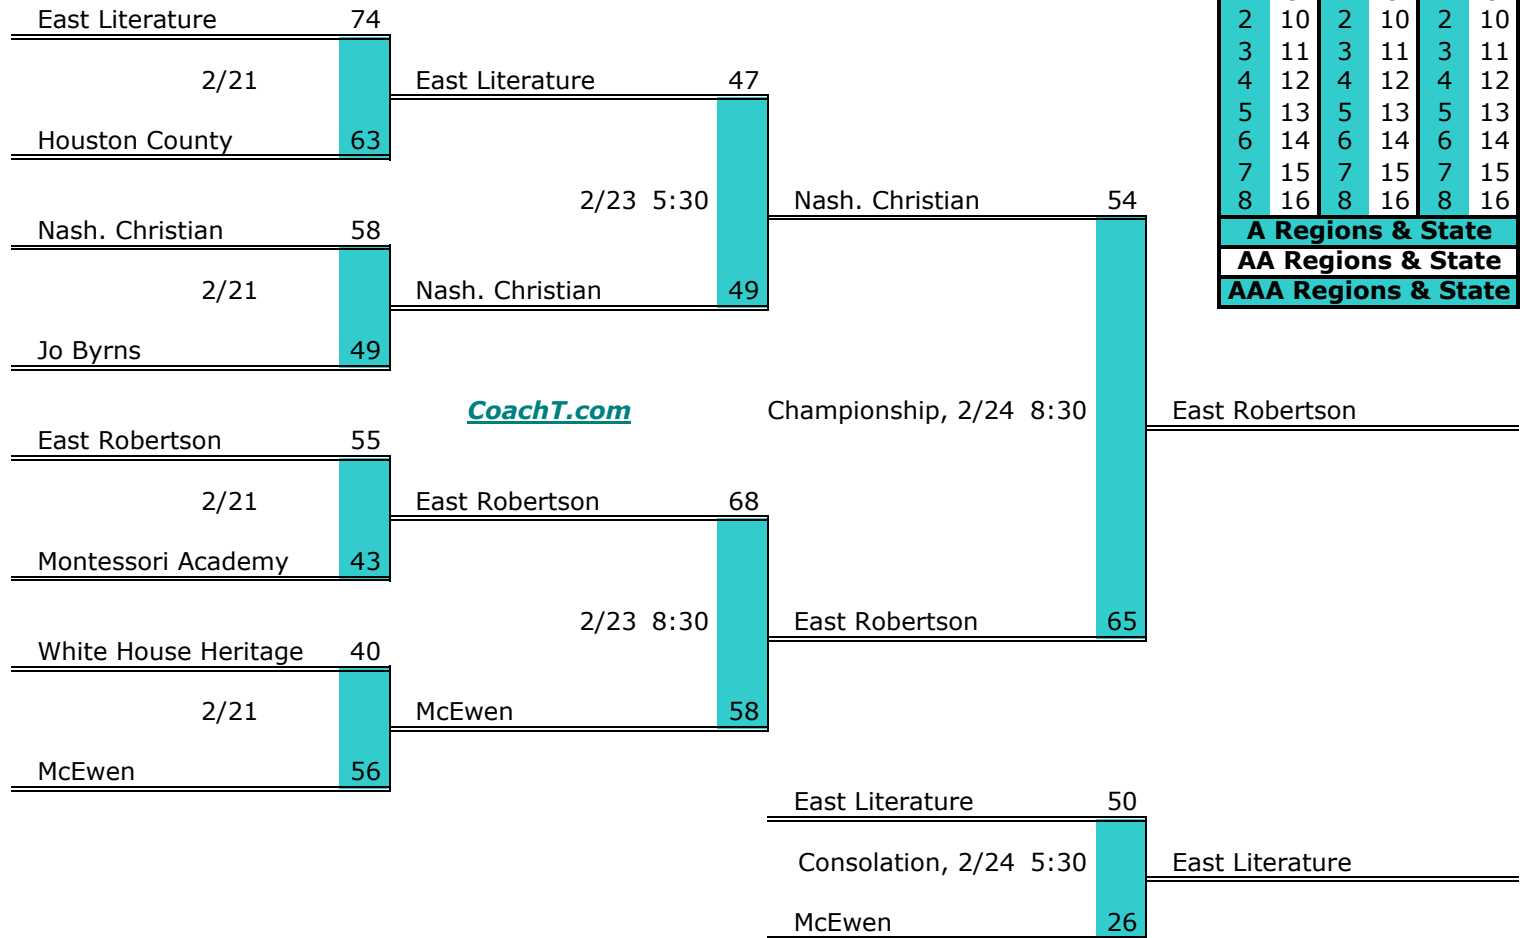 East Literature 74
2 10 2 10 2 10
3 11 3 11 3 11
2/21 East Literature 47
4 12 4 12 4 12
5 13 5 13 5 13
Houston County 63
6 14 6 14 6 14
7 15 7 15 7 15
2/23 5:30 Nash. Christian 54
8 16 8 16 8 16
Nash. Christian 58
A Regions & State
AA Regions & State
2/21 Nash. Christian 49
AAA Regions & State
Jo Byrns 49
CoachT.com Championship, 2/24 8:30 East Robertson
East Robertson 55
2/21 East Robertson 68
Montessori Academy 43
2/23 8:30 East Robertson 65
White House Heritage 40
2/21 McEwen 58
McEwen 56
East Literature 50
Consolation, 2/24 5:30 East Literature
McEwen 26